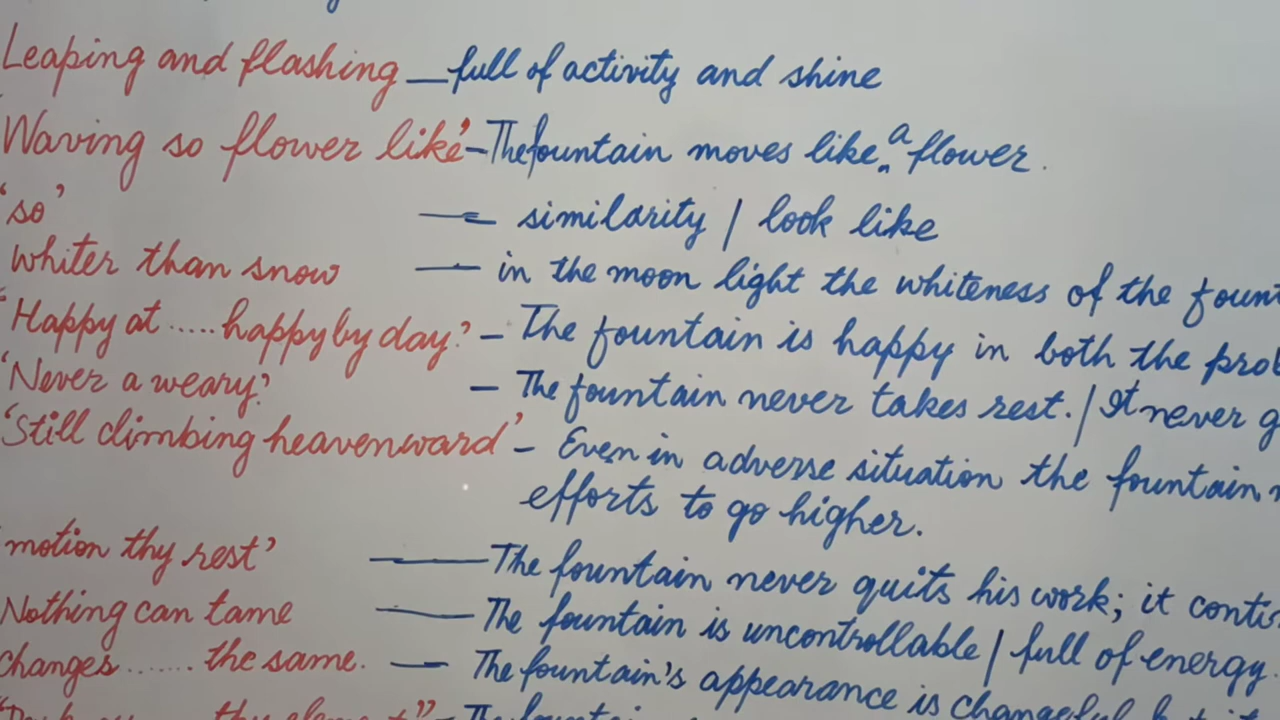 Leaping and flashing — full of activity and shine
Waving so flower like' - The fountain moves like a flower.
'so' — similarity / look like
whiter than snow — in the moon light the whiteness of the
'Happy at ..... happy by day.' - The fountain is happy in both the
'Never a weary.' - The fountain never takes rest. / It never
'Still climbing heavenward' - Even in adverse situation the fountain
efforts to go higher.
motion thy rest' — The fountain never quits his work; it
Nothing can tame — The fountain is uncontrollable / full of energy.
changes ....... the same. — The fountain's appearance is changeful